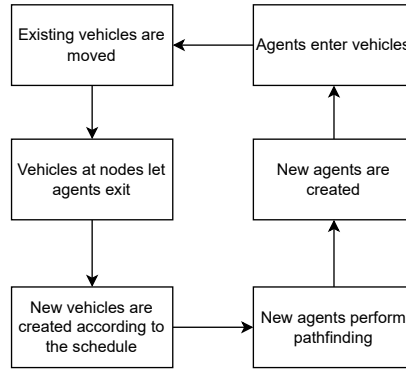 Existing vehicles are
moved
Agents enter vehicles
Vehicles at nodes let
agents exit
New agents are
created
New vehicles are
created according to
the schedule
New agents perform
pathfinding